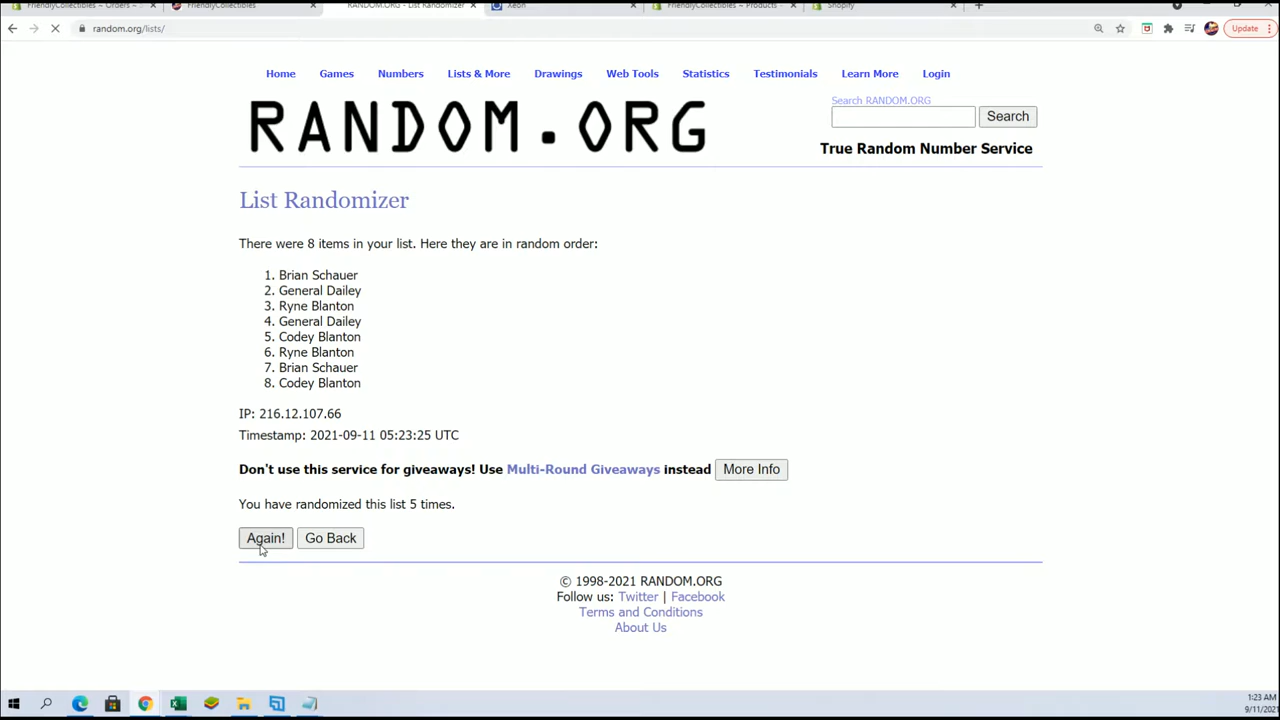 FriendlyCollectibles ~ Orders ~
FriendlyCollectibles
RANDOM.ORG - List Randomizer
Xeon
FriendlyCollectibles ~ Products ~
Shopify
random.org/lists/
Update
Home Games Numbers Lists & More Drawings Web Tools Statistics Testimonials Learn More Login
RANDOM.ORG
Search RANDOM.ORG
Search
True Random Number Service
List Randomizer
There were 8 items in your list. Here they are in random order:
1. Brian Schauer
2. General Dailey
3. Ryne Blanton
4. General Dailey
5. Codey Blanton
6. Ryne Blanton
7. Brian Schauer
8. Codey Blanton
IP: 216.12.107.66
Timestamp: 2021-09-11 05:23:25 UTC
Don't use this service for giveaways! Use Multi-Round Giveaways instead More Info
You have randomized this list 5 times.
Again! Go Back
© 1998-2021 RANDOM.ORG
Follow us: Twitter | Facebook
Terms and Conditions
About Us
1:23 AM
9/11/2021